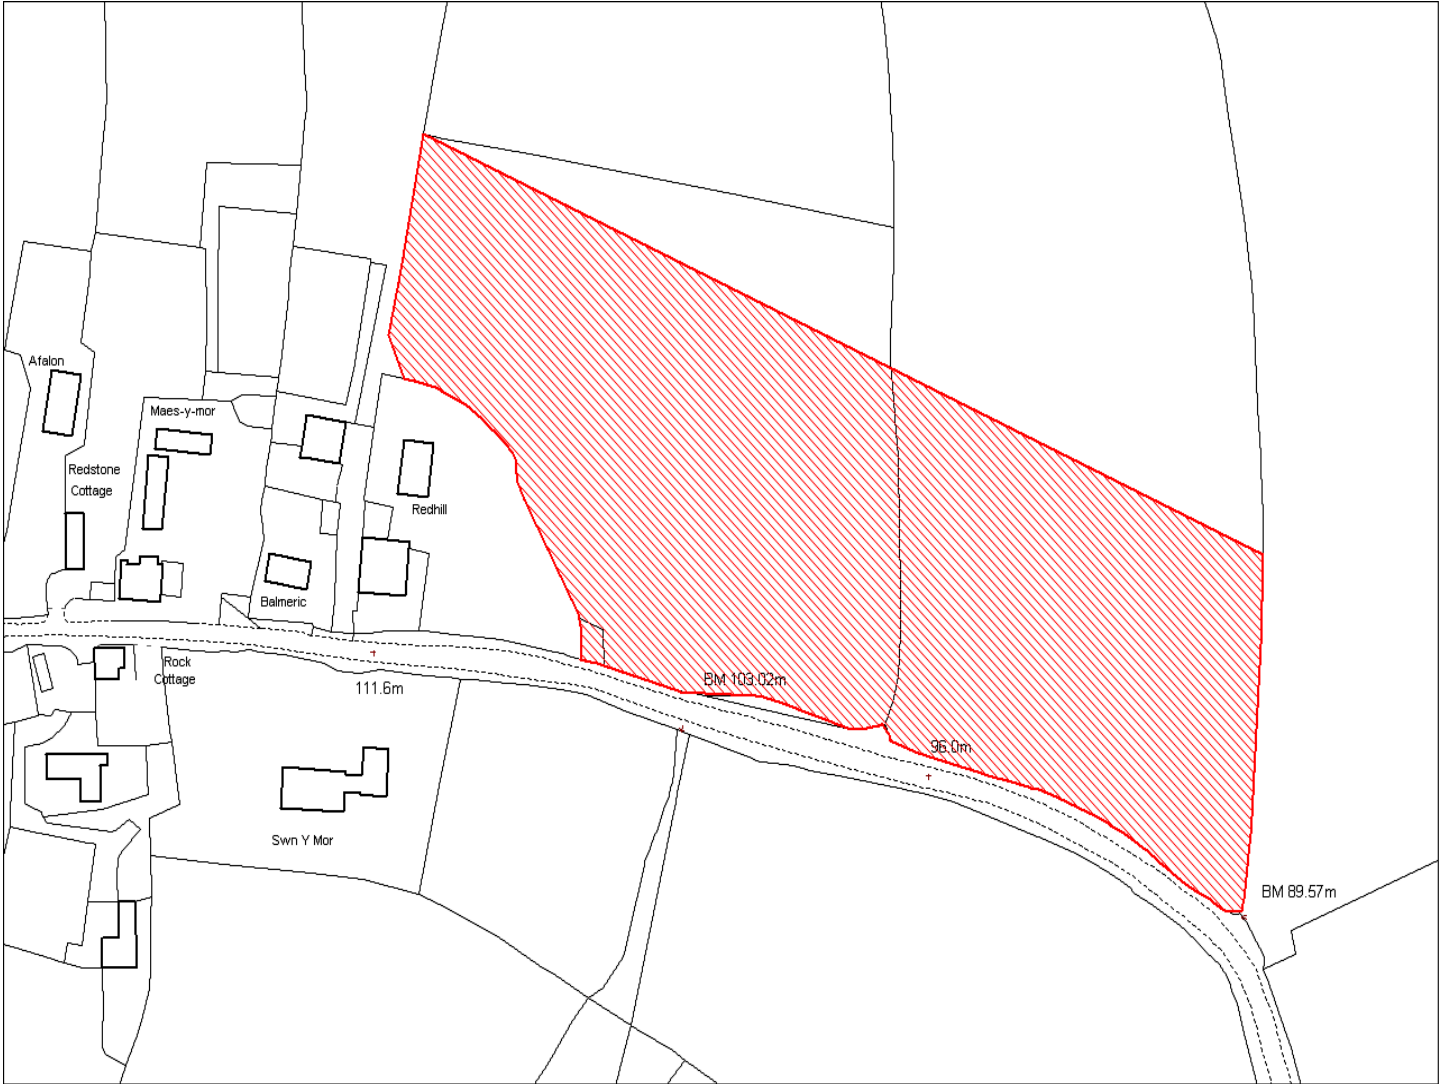 Afalon
Maes-y-mor
Redstone
Cottage
Redhill
Balmeric
Rock
Cottage
111.6m
BM 103.02m
96.0m
Swn Y Mor
BM 89.57m